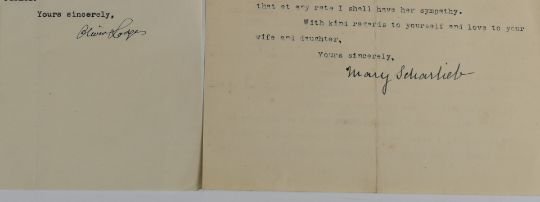 Yours sincerely,
Oliver Lodge
that at any rate I shall have her sympathy.
With kind regards to yourself and love to your
wife and daughter,
Yours sincerely,
Mary Scharlieb